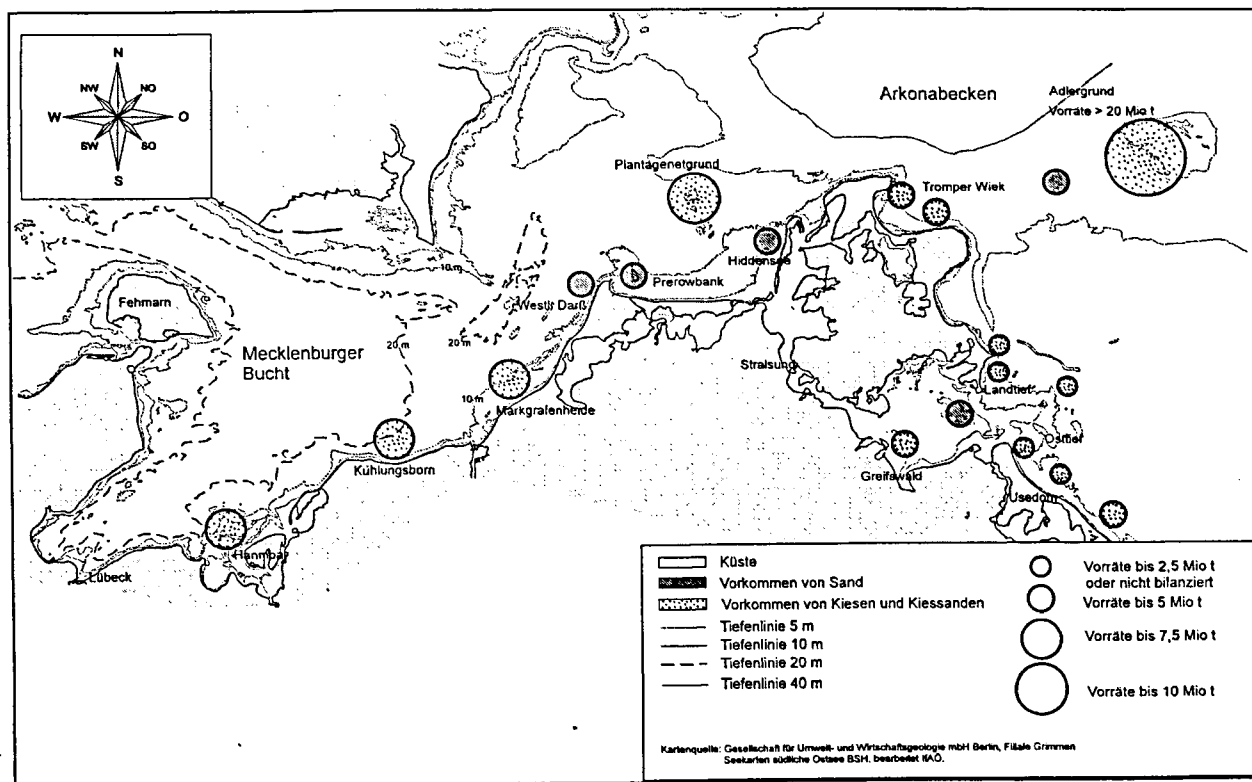 N
NW
NO
W
O
SW
SO
S
Arkonabecken
Adlergrund
Vorräte > 20 Mio t
Plantagenetgrund
Tromper Wiek
Hiddensee
Prerowbank
Westl. Darß
10 m
20 m
20 m
10 m
Fehmarn
Mecklenburger
Bucht
Stralsund
Landtief
Markgrafenheide
Osttief
Kühlungsborn
Greifswald
Usedom
Lübeck
Küste
Vorkommen von Sand
Vorkommen von Kiesen und Kiessanden
Tiefenlinie 5 m
Tiefenlinie 10 m
Tiefenlinie 20 m
Tiefenlinie 40 m
Vorräte bis 2,5 Mio t
oder nicht bilanziert
Vorräte bis 5 Mio t
Vorräte bis 7,5 Mio t
Vorräte bis 10 Mio t
Kartenquelle: Gesellschaft für Umwelt- und Wirtschaftsgeologie mbH Berlin, Filiale Grimmen
Seekarten südliche Ostsee BSH, bearbeitet IfAÖ.